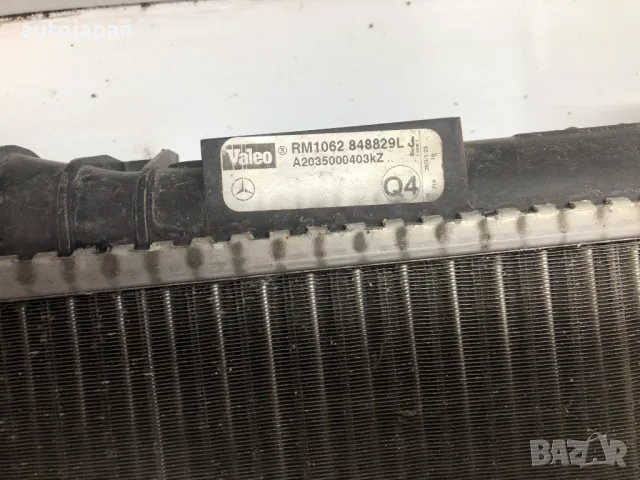 autojapan
Valeo RM1062 848829L
A2035000403kZ
Q4
BAZAR